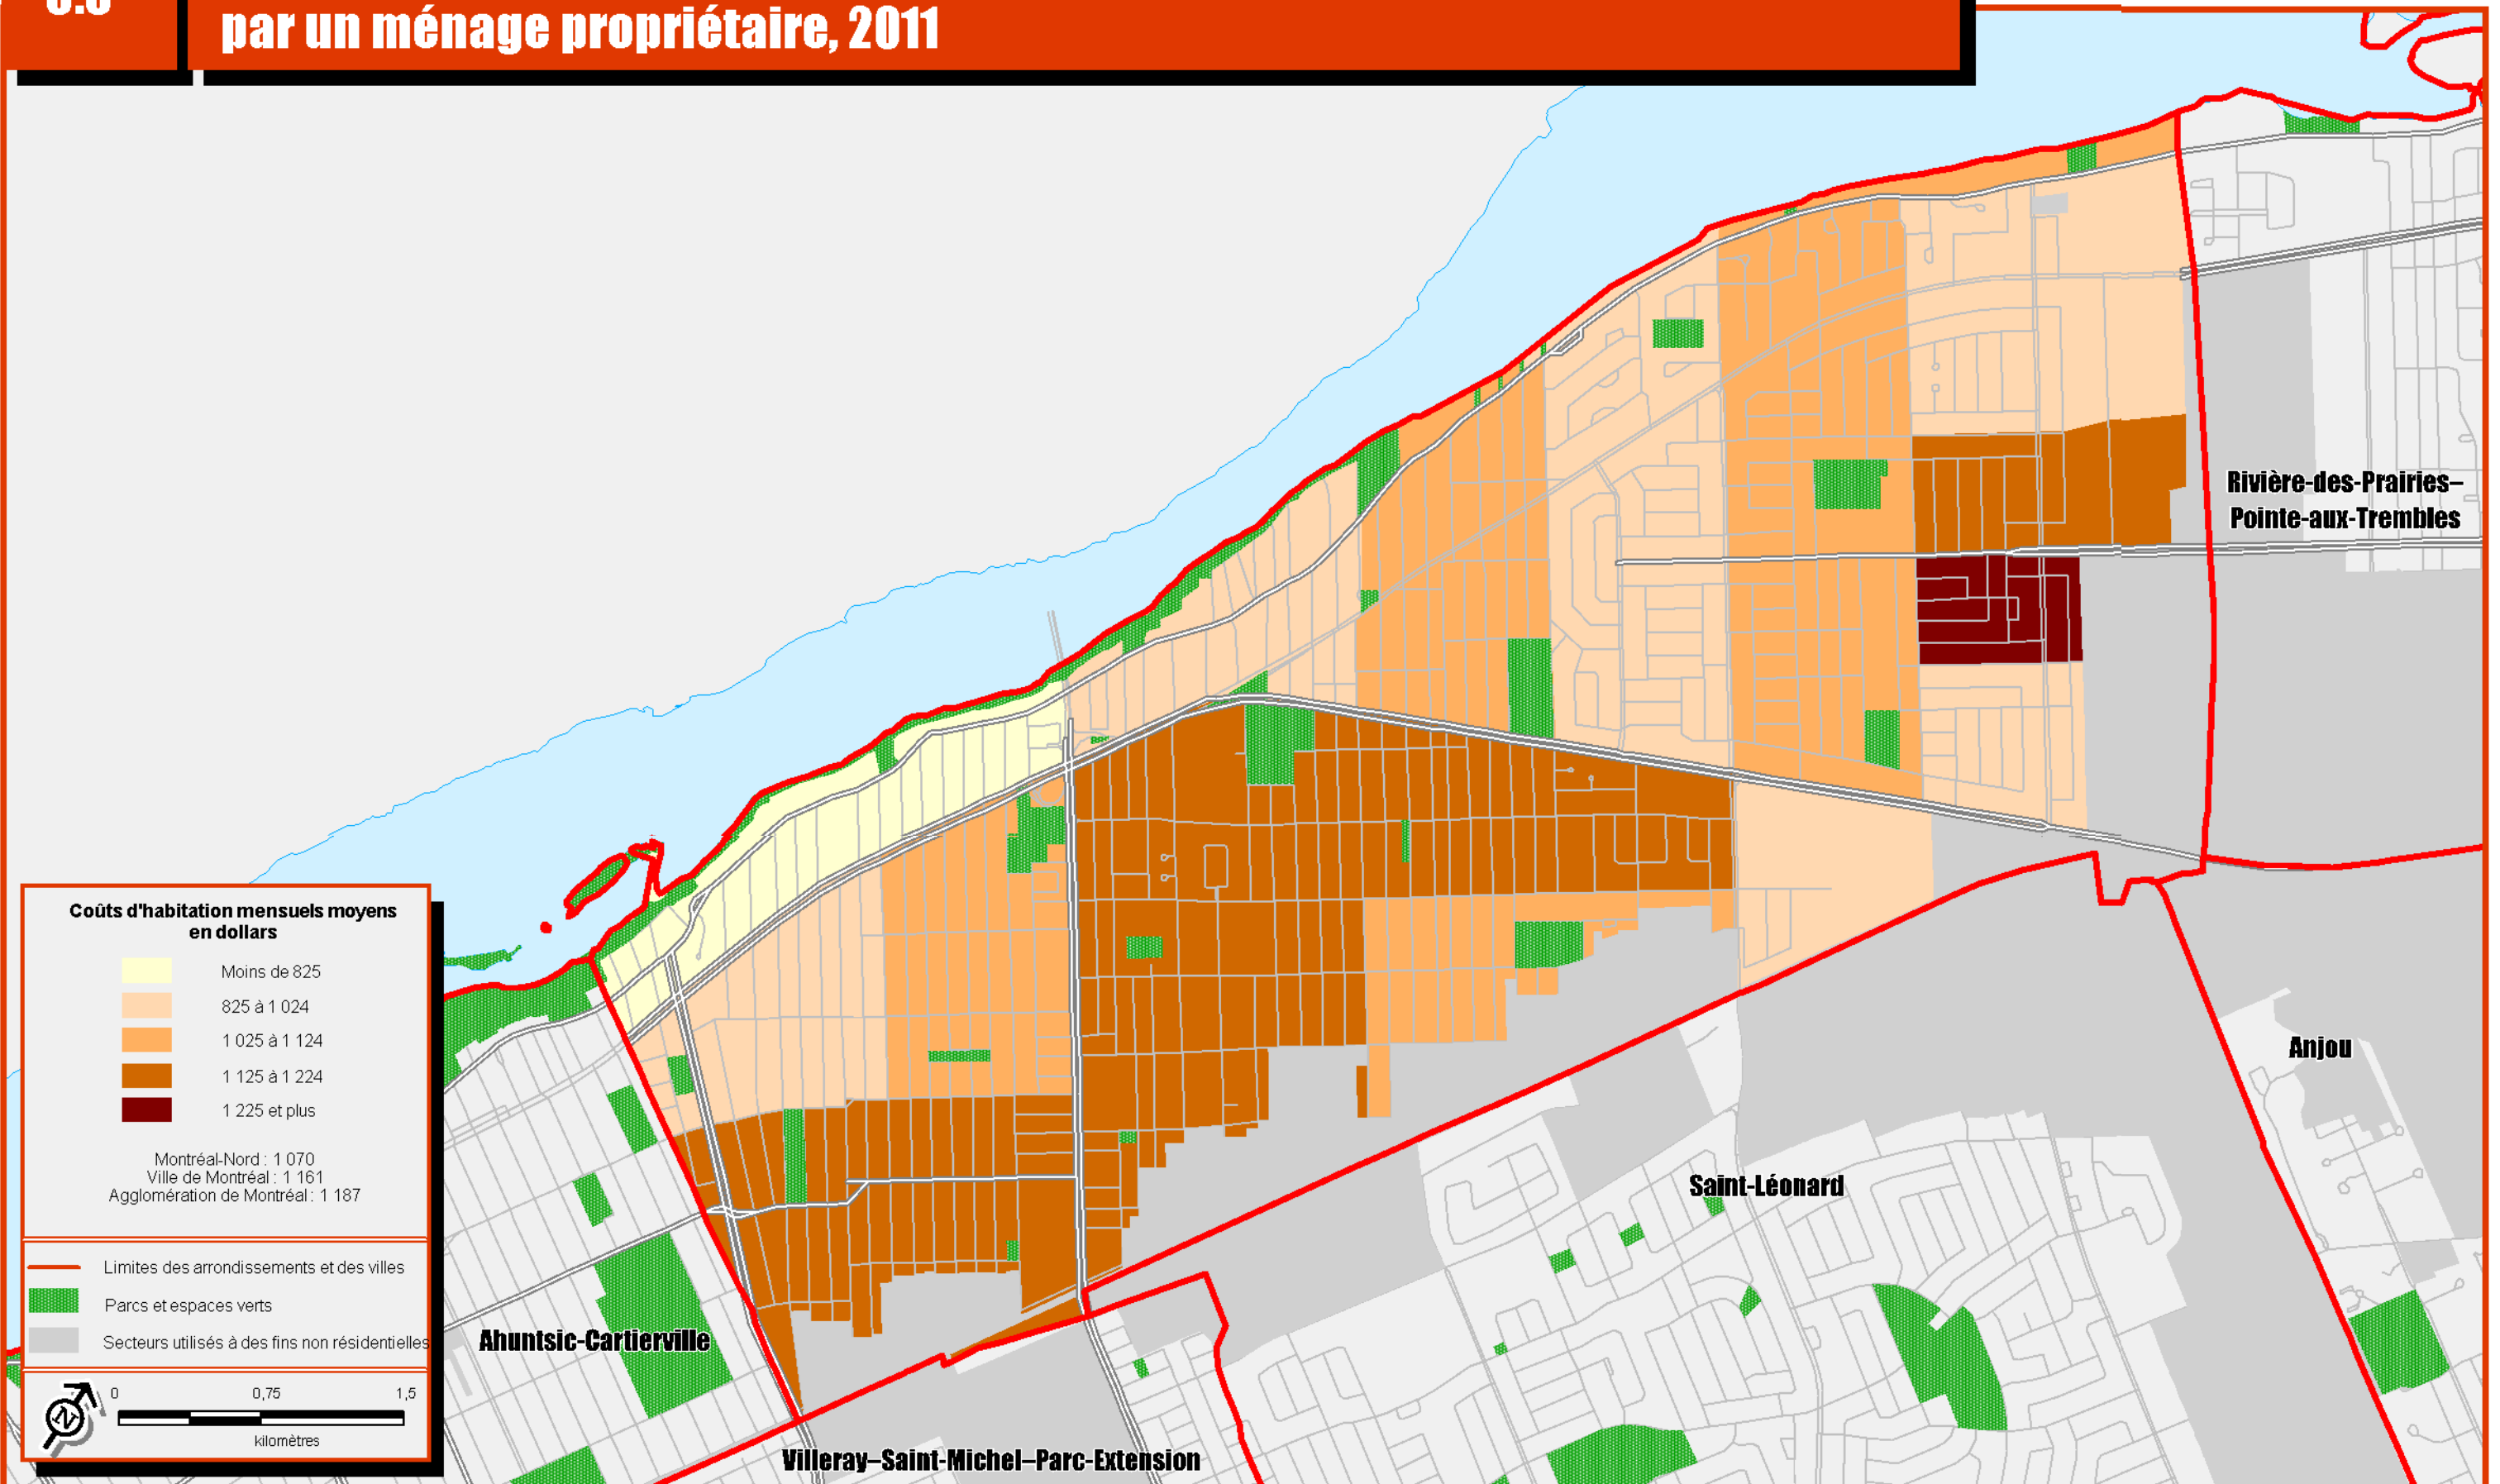 par un ménage propriétaire, 2011
Rivière-des-Prairies–
Pointe-aux-Trembles
Coûts d'habitation mensuels moyens
en dollars
Moins de 825
825 à 1 024
1 025 à 1 124
1 125 à 1 224
1 225 et plus
Montréal-Nord : 1 070
Ville de Montréal : 1 161
Agglomération de Montréal : 1 187
Limites des arrondissements et des villes
Parcs et espaces verts
Secteurs utilisés à des fins non résidentielles
N
0 0,75 1,5
kilomètres
Anjou
Saint-Léonard
Ahuntsic-Cartierville
Villeray–Saint-Michel–Parc-Extension